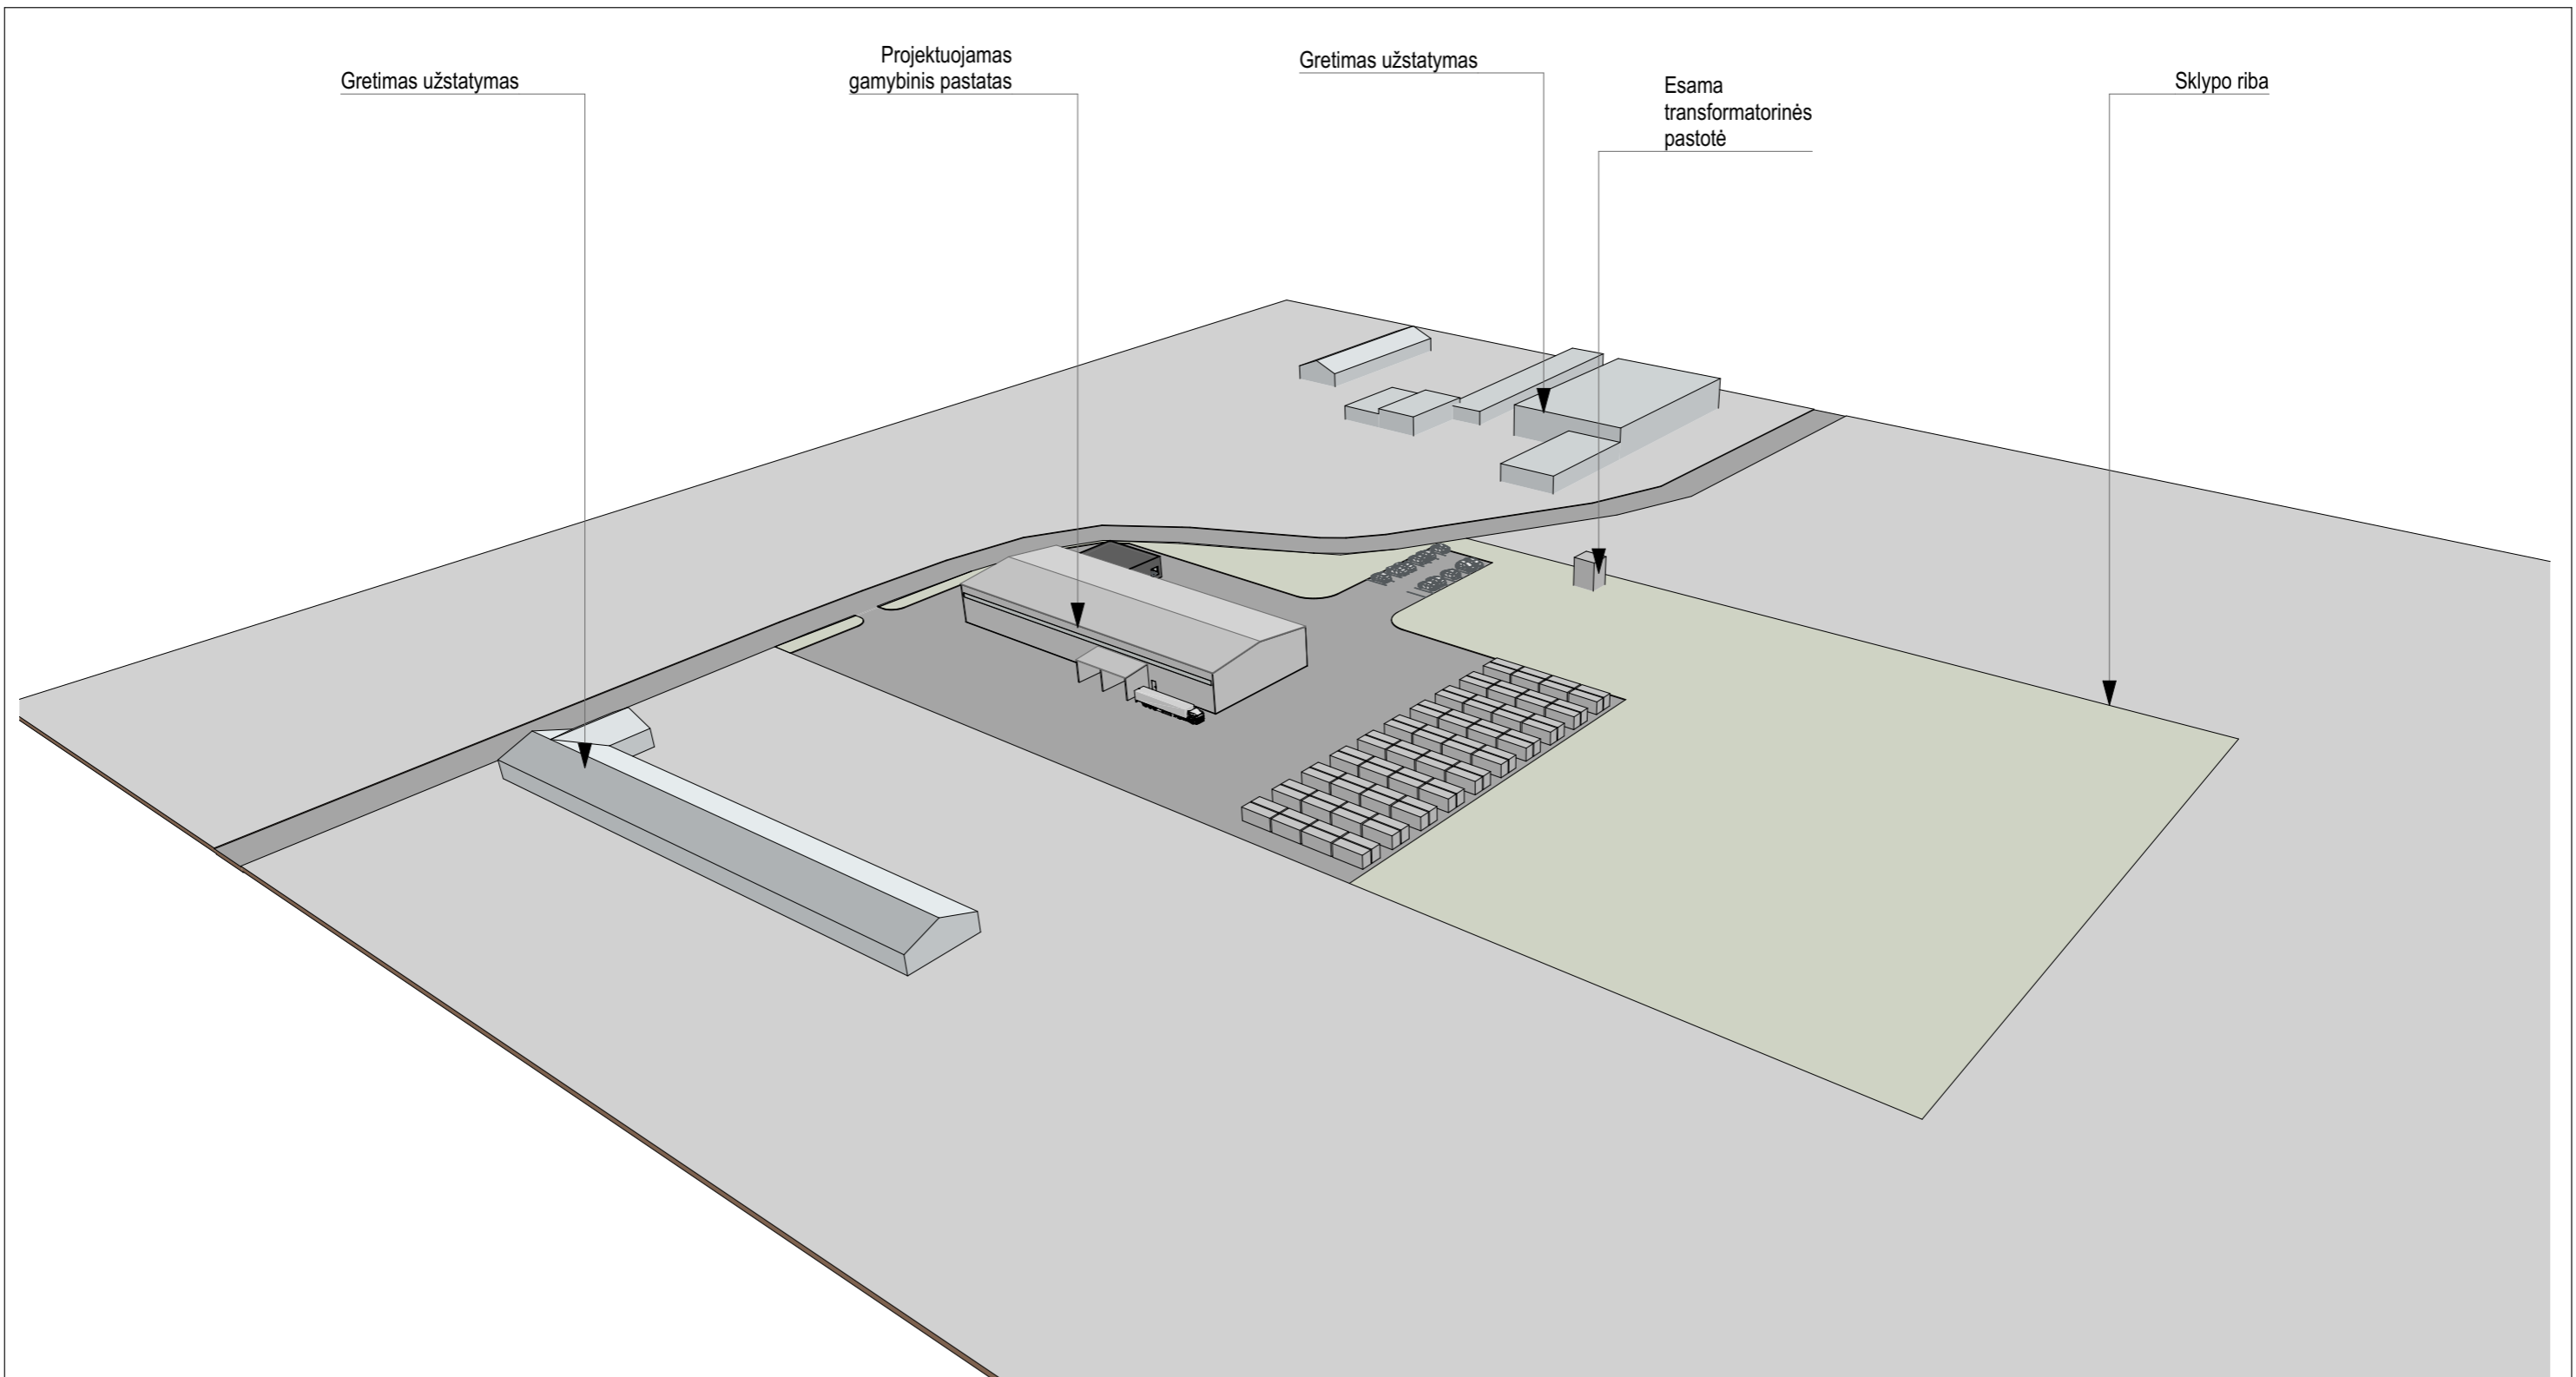 Gretimas užstatymas
Projektuojamas
gamybinis pastatas
Gretimas užstatymas
Esama
transformatorinės
pastotė
Sklypo riba